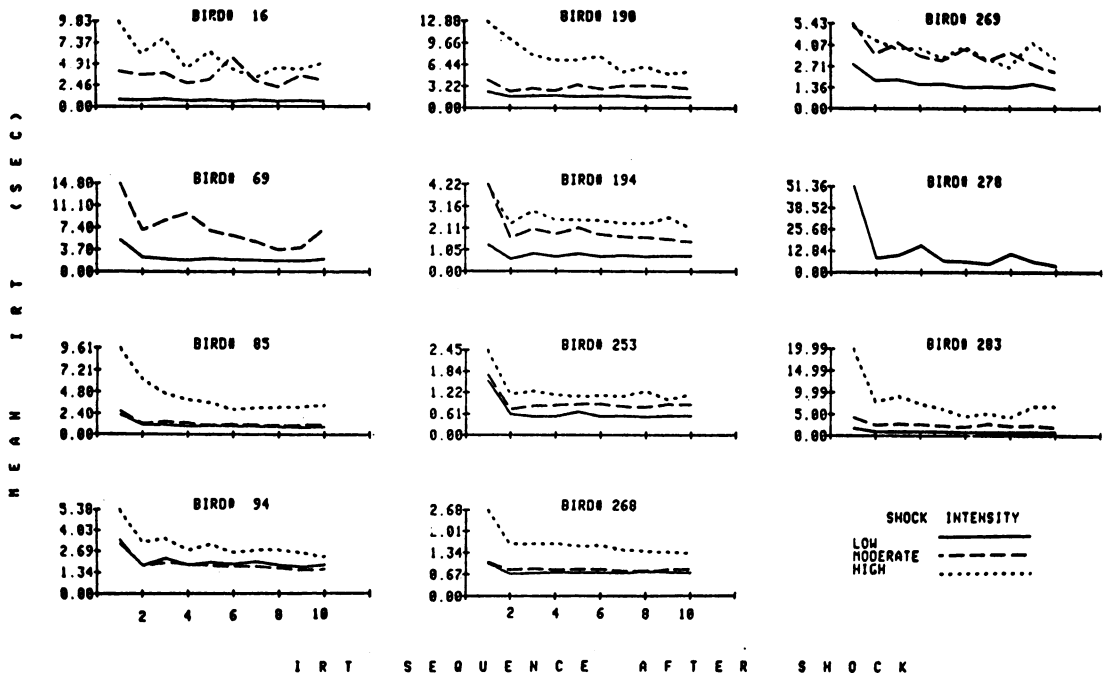 BIRD# 16
9.83
7.37
4.91
2.46
0.00
BIRD# 190
12.88
9.66
6.44
3.22
0.00
BIRD# 269
5.43
4.07
2.71
1.36
0.00
BIRD# 69
14.80
11.10
7.40
3.70
0.00
BIRD# 194
4.22
3.16
2.11
1.05
0.00
BIRD# 278
51.36
38.52
25.68
12.84
0.00
BIRD# 85
9.61
7.21
4.80
2.40
0.00
BIRD# 253
2.45
1.84
1.22
0.61
0.00
BIRD# 283
19.99
14.99
9.99
5.00
0.00
BIRD# 94
5.38
4.03
2.69
1.34
0.00
2 4 6 8 10
BIRD# 268
2.68
2.01
1.34
0.67
0.00
2 4 6 8 10
SHOCK INTENSITY
LOW
MODERATE
HIGH
MEAN IRT (SEC)
IRT SEQUENCE AFTER SHOCK